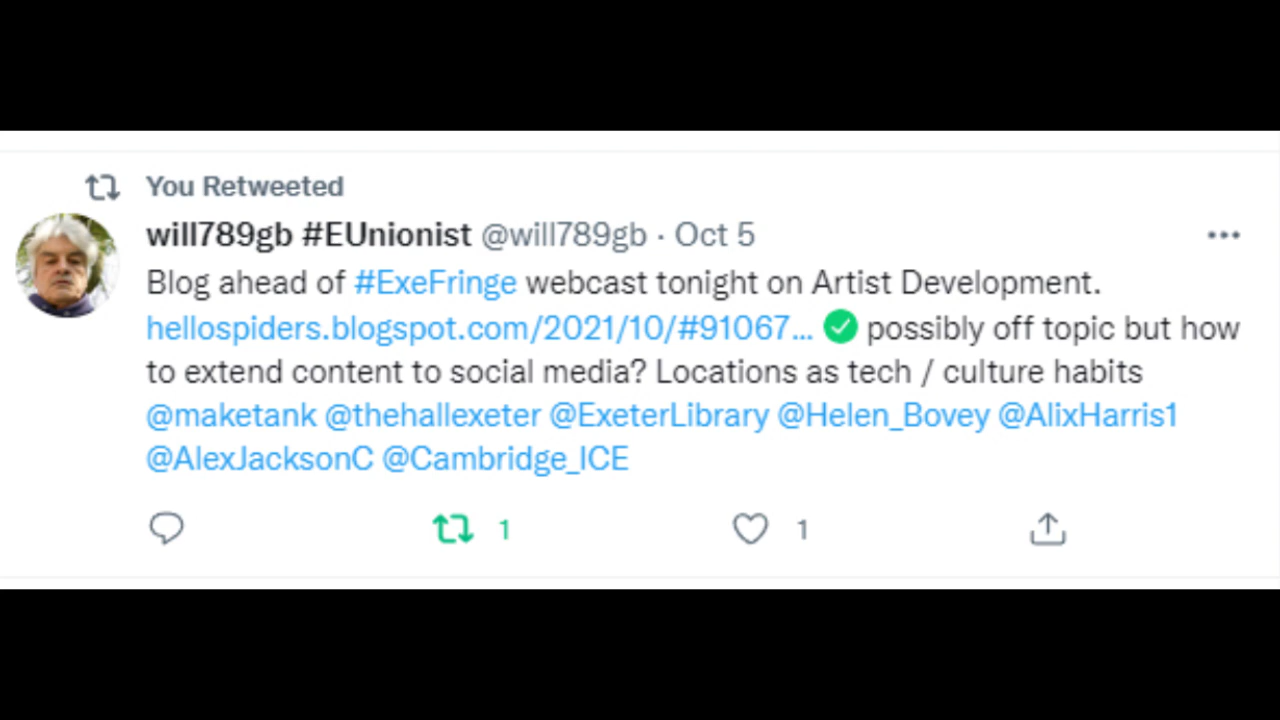 You Retweeted
will789gb #EUnionist @will789gb · Oct 5
Blog ahead of #ExeFringe webcast tonight on Artist Development.
hellospiders.blogspot.com/2021/10/#91067... ✅ possibly off topic but how
to extend content to social media? Locations as tech / culture habits
@maketank @thehallexeter @ExeterLibrary @Helen_Bovey @AlixHarris1
@AlexJacksonC @Cambridge_ICE
1 1